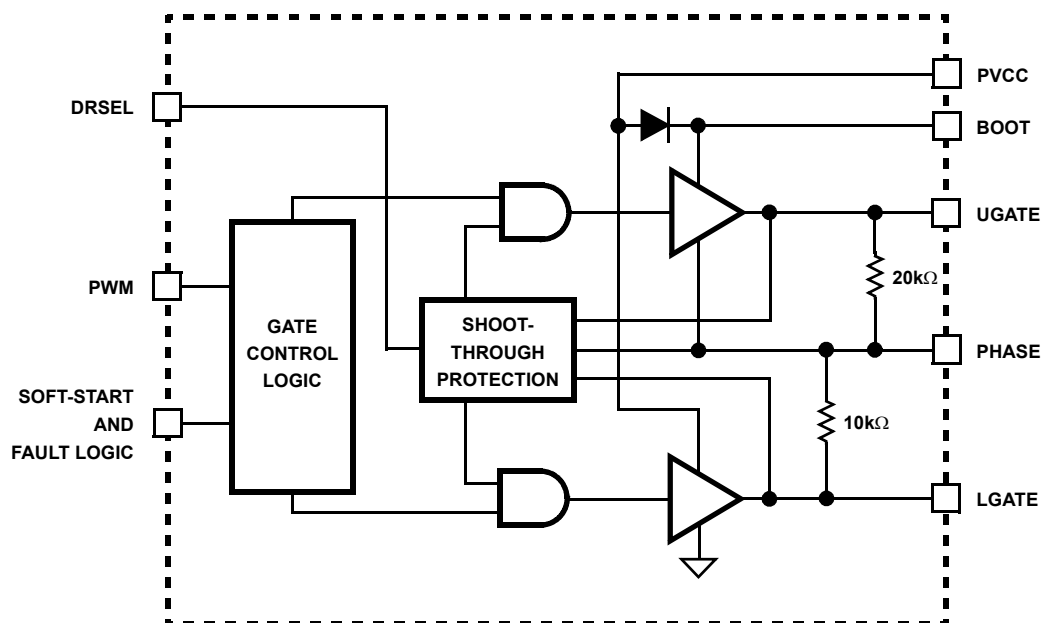 PVCC
DRSEL
BOOT
UGATE
PWM
20kΩ
GATE
CONTROL
LOGIC
SHOOT-
THROUGH
PROTECTION
PHASE
SOFT-START
AND
FAULT LOGIC
10kΩ
LGATE